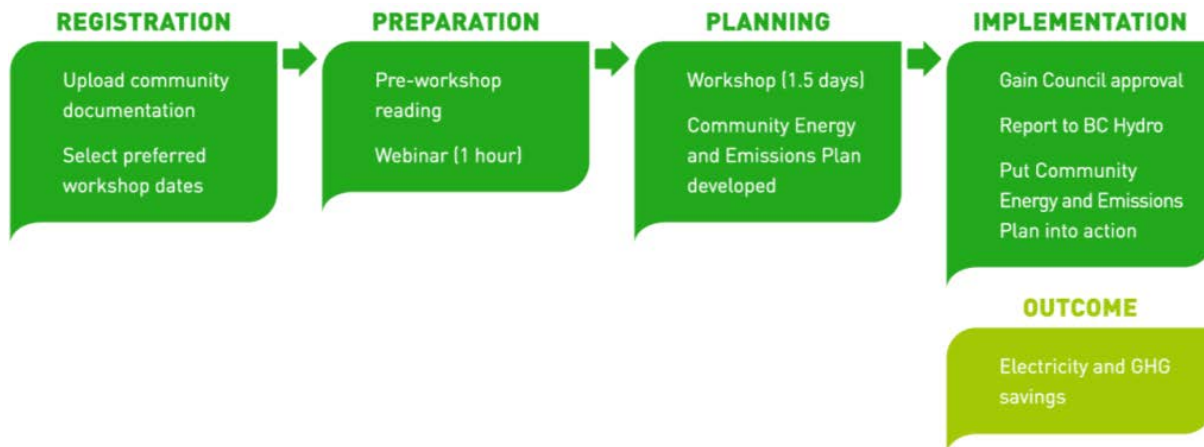 REGISTRATION
Upload community
documentation
Select preferred
workshop dates
PREPARATION
Pre-workshop
reading
Webinar (1 hour)
PLANNING
Workshop (1.5 days)
Community Energy
and Emissions Plan
developed
IMPLEMENTATION
Gain Council approval
Report to BC Hydro
Put Community
Energy and Emissions
Plan into action
OUTCOME
Electricity and GHG
savings